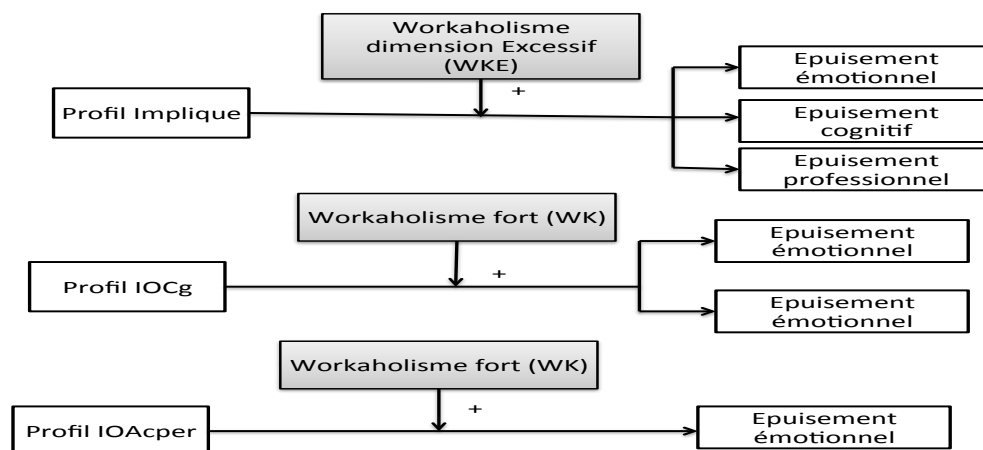 Workaholisme
dimension Excessif
(WKE)
+
Epuisement
émotionnel
Profil Implique
Epuisement
cognitif
Epuisement
professionnel
Workaholisme fort (WK)
+
Epuisement
émotionnel
Profil IOCg
Epuisement
émotionnel
Workaholisme fort (WK)
+
Profil IOAcper
Epuisement
émotionnel